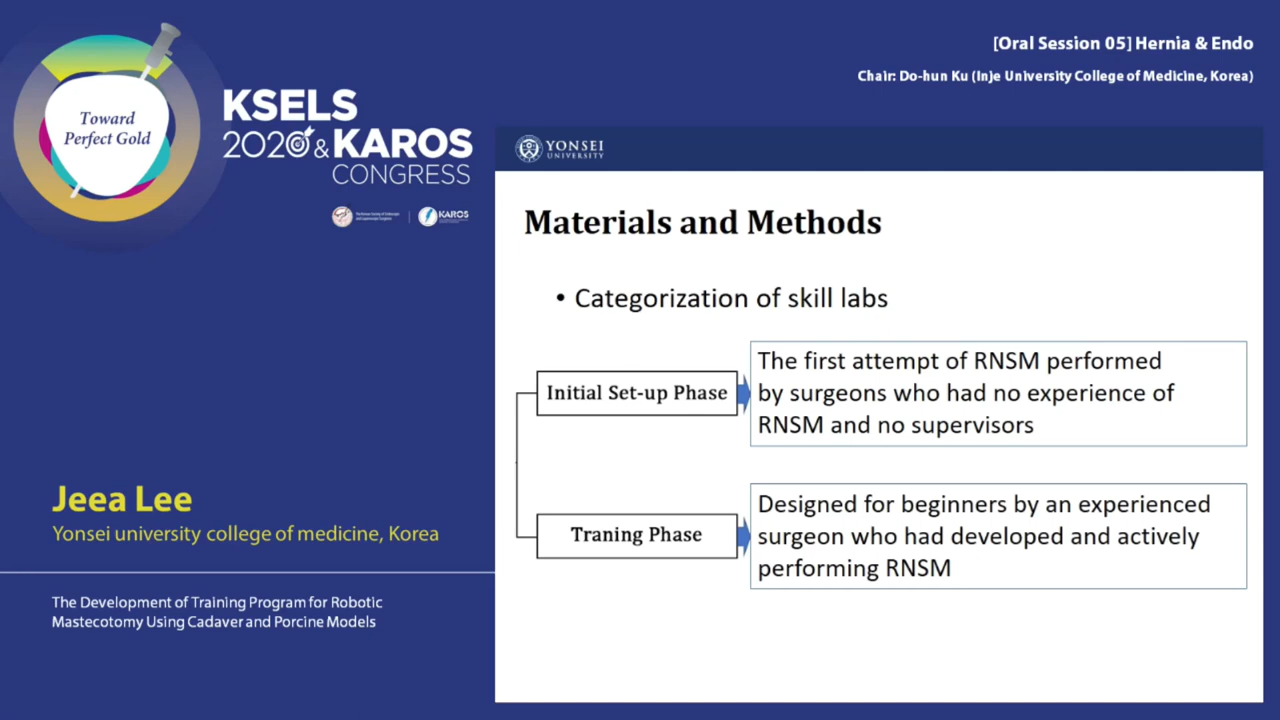 [Oral Session 05] Hernia & Endo
Chair: Do-hun Ku (Inje University College of Medicine, Korea)
Toward
Perfect Gold
KSELS
2020 & KAROS
CONGRESS
KAROS
YONSEI
UNIVERSITY
Materials and Methods
• Categorization of skill labs
Initial Set-up Phase
The first attempt of RNSM performed
by surgeons who had no experience of
RNSM and no supervisors
Traning Phase
Designed for beginners by an experienced
surgeon who had developed and actively
performing RNSM
Jeea Lee
Yonsei university college of medicine, Korea
The Development of Training Program for Robotic
Mastecotomy Using Cadaver and Porcine Models